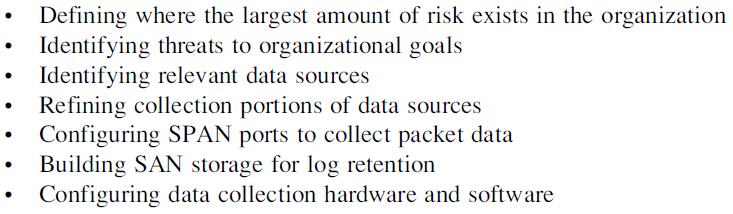 • Defining where the largest amount of risk exists in the organization
• Identifying threats to organizational goals
• Identifying relevant data sources
• Refining collection portions of data sources
• Configuring SPAN ports to collect packet data
• Building SAN storage for log retention
• Configuring data collection hardware and software